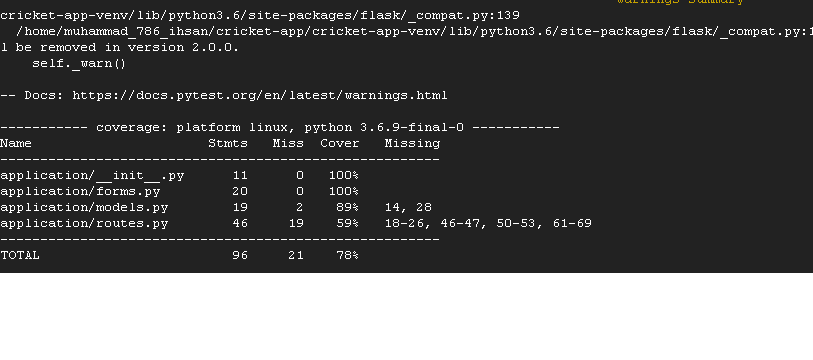 warnings summary
cricket-app-venv/lib/python3.6/site-packages/flask/_compat.py:139
  /home/muhammad_786_ihsan/cricket-app/cricket-app-venv/lib/python3.6/site-packages/flask/_compat.py:1
l be removed in version 2.0.0.
    self._warn()
-- Docs: https://docs.pytest.org/en/latest/warnings.html
----------- coverage: platform linux, python 3.6.9-final-0 -----------
Name                      Stmts   Miss  Cover   Missing
-------------------------------------------------------
application/__init__.py      11      0   100%
application/forms.py         20      0   100%
application/models.py        19      2    89%   14, 28
application/routes.py        46     19    59%   18-26, 46-47, 50-53, 61-69
-------------------------------------------------------
TOTAL                        96     21    78%